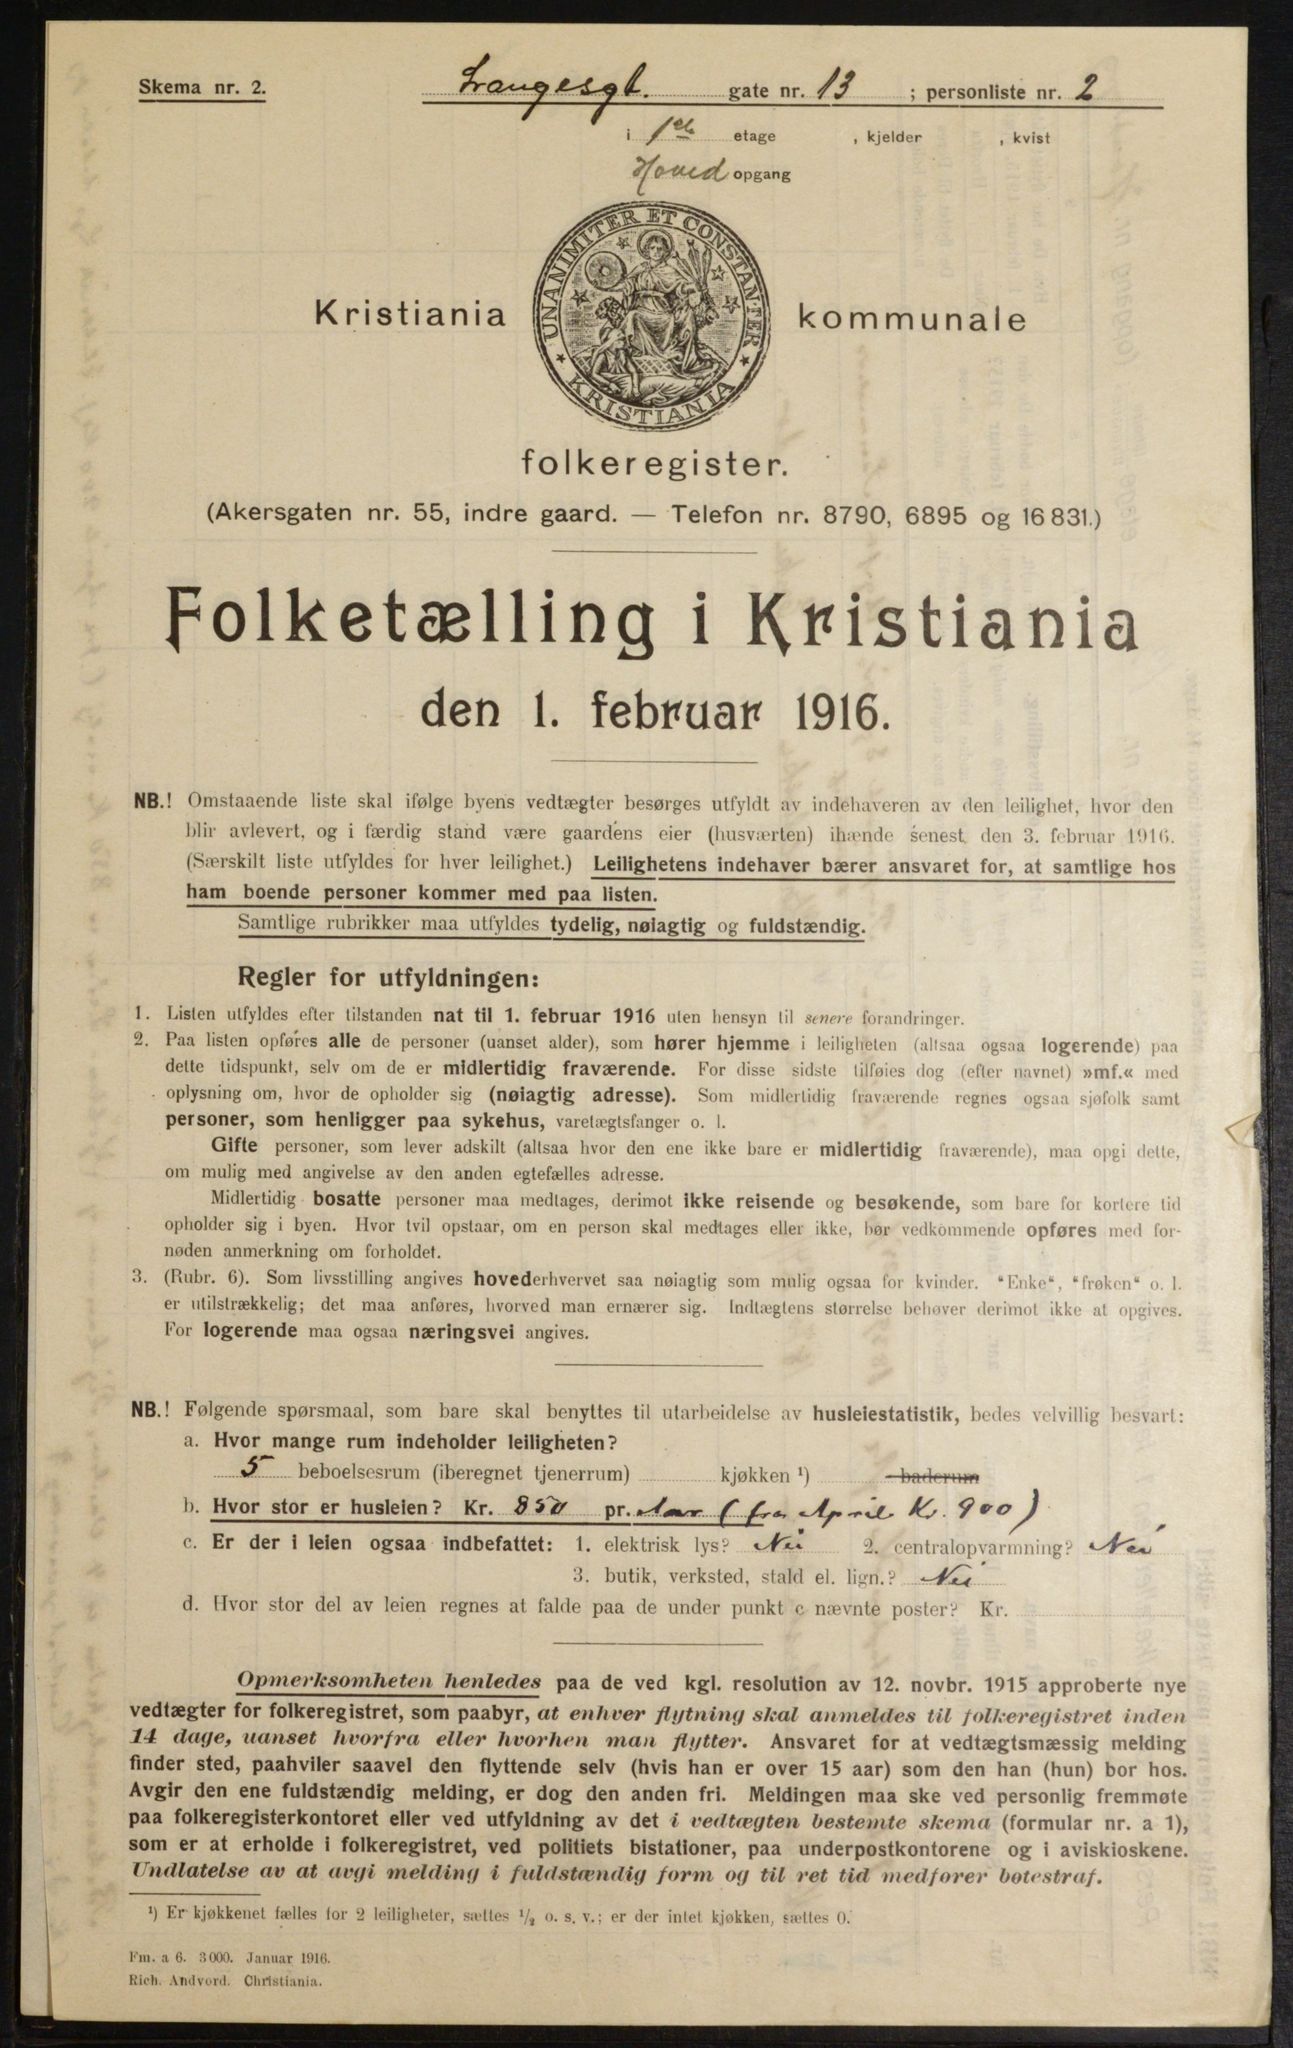 Skema nr. 2.
Langesgt. gate nr. 13 ; personliste nr. 2
i 1ste etage , kjelder , kvist
Hoved opgang
UNANIMITER ET CONSTANTER
★ KRISTIANIA ★
Kristiania kommunale
folkeregister.
(Akersgaten nr. 55, indre gaard. — Telefon nr. 8790, 6895 og 16 831.)
Folketælling i Kristiania
den 1. februar 1916.
NB.! Omstaaende liste skal ifølge byens vedtægter besørges utfyldt av indehaveren av den leilighet, hvor den
blir avlevert, og i færdig stand være gaardens eier (husværten) ihænde senest den 3. februar 1916.
(Særskilt liste utfyldes for hver leilighet.) Leilighetens indehaver bærer ansvaret for, at samtlige hos
ham boende personer kommer med paa listen.
Samtlige rubrikker maa utfyldes tydelig, nøiagtig og fuldstændig.
Regler for utfyldningen:
1. Listen utfyldes efter tilstanden nat til 1. februar 1916 uten hensyn til senere forandringer.
2. Paa listen opføres alle de personer (uanset alder), som hører hjemme i leiligheten (altsaa ogsaa logerende) paa
dette tidspunkt, selv om de er midlertidig fraværende. For disse sidste tilføies dog (efter navnet) »mf.« med
oplysning om, hvor de opholder sig (nøiagtig adresse). Som midlertidig fraværende regnes ogsaa sjøfolk samt
personer, som henligger paa sykehus, varetægtsfanger o. l.
Gifte personer, som lever adskilt (altsaa hvor den ene ikke bare er midlertidig fraværende), maa opgi dette,
om mulig med angivelse av den anden egtefælles adresse.
Midlertidig bosatte personer maa medtages, derimot ikke reisende og besøkende, som bare for kortere tid
opholder sig i byen. Hvor tvil opstaar, om en person skal medtages eller ikke, bør vedkommende opføres med for-
nøden anmerkning om forholdet.
3. (Rubr. 6). Som livsstilling angives hovederhvervet saa nøiagtig som mulig ogsaa for kvinder. "Enke", "frøken" o. l.
er utilstrækkelig; det maa anføres, hvorved man ernærer sig. Indtægtens størrelse behøver derimot ikke at opgives.
For logerende maa ogsaa næringsvei angives.
NB.! Følgende spørsmaal, som bare skal benyttes til utarbeidelse av husleiestatistik, bedes velvillig besvart:
a. Hvor mange rum indeholder leiligheten?
5 beboelsesrum (iberegnet tjenerrum) kjøkken ¹) baderum
b. Hvor stor er husleien? Kr. 850 pr. Aar (fra April Kr. 900)
c. Er der i leien ogsaa indbefattet: 1. elektrisk lys? Nei 2. centralopvarmning? Nei
3. butik, verksted, stald el. lign.? Nei
d. Hvor stor del av leien regnes at falde paa de under punkt c nævnte poster? Kr.
Opmerksomheten henledes paa de ved kgl. resolution av 12. novbr. 1915 approberte nye
vedtægter for folkeregistret, som paabyr, at enhver flytning skal anmeldes til folkeregistret inden
14 dage, uanset hvorfra eller hvorhen man flytter. Ansvaret for at vedtægtsmæssig melding
finder sted, paahviler saavel den flyttende selv (hvis han er over 15 aar) som den han (hun) bor hos.
Avgir den ene fuldstændig melding, er dog den anden fri. Meldingen maa ske ved personlig fremmøte
paa folkeregisterkontoret eller ved utfyldning av det i vedtægten bestemte skema (formular nr. a 1),
som er at erholde i folkeregistret, ved politiets bistationer, paa underpostkontorene og i aviskioskene.
Undlatelse av at avgi melding i fuldstændig form og til ret tid medfører bøtestraf.
¹) Er kjøkkenet fælles for 2 leiligheter, sættes ½ o. s. v.; er der intet kjøkken, sættes 0.
Fm. a 6. 3000. Januar 1916.
Rich. Andvord. Christiania.